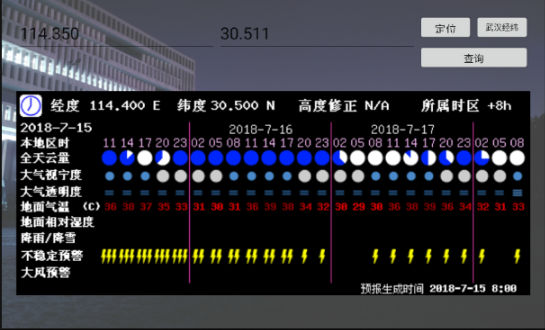 114.350 30.511 定位 武汉经纬
查询
经度 114.400 E 纬度 30.500 N 高度修正 N/A 所属时区 +8h
2018-7-15 2018-7-16 2018-7-17
本地区时 11 14 17 20 23 02 05 08 11 14 17 20 23 02 05 08 11 14 17 20 23 02 05 08
全天云量
大气视宁度
大气透明度
地面气温 (C) 36 38 37 35 33 31 30 31 36 39 38 34 32 30 29 30 36 38 39 36 34 32 31 33
地面相对湿度
降雨/降雪
不稳定预警
大风预警
预报生成时间 2018-7-15 8:00